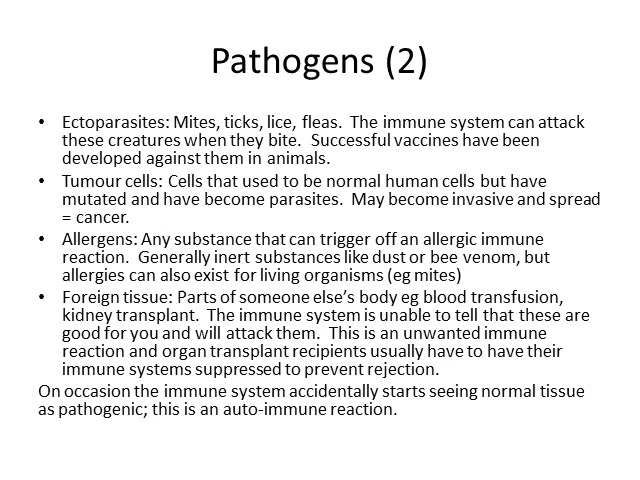 Pathogens (2)
• Ectoparasites: Mites, ticks, lice, fleas.  The immune system can attack
these creatures when they bite.  Successful vaccines have been
developed against them in animals.
• Tumour cells: Cells that used to be normal human cells but have
mutated and have become parasites.  May become invasive and spread
= cancer.
• Allergens: Any substance that can trigger off an allergic immune
reaction.  Generally inert substances like dust or bee venom, but
allergies can also exist for living organisms (eg mites)
• Foreign tissue: Parts of someone else’s body eg blood transfusion,
kidney transplant.  The immune system is unable to tell that these are
good for you and will attack them.  This is an unwanted immune
reaction and organ transplant recipients usually have to have their
immune systems suppressed to prevent rejection.
On occasion the immune system accidentally starts seeing normal tissue
as pathogenic; this is an auto-immune reaction.